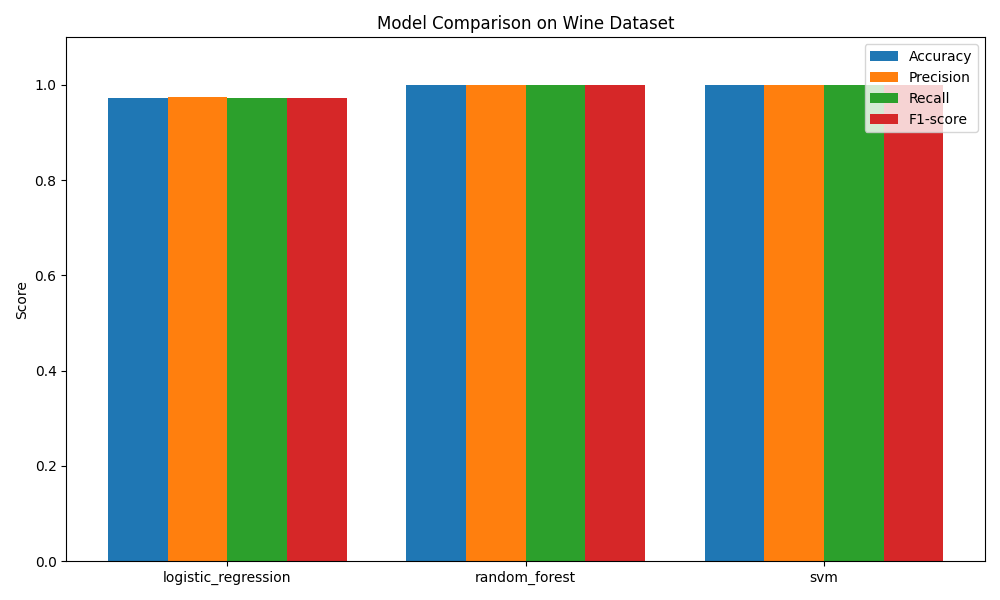 Model Comparison on Wine Dataset
Accuracy
Precision
Recall
F1-score
Score
1.0
0.8
0.6
0.4
0.2
0.0
logistic_regression
random_forest
svm